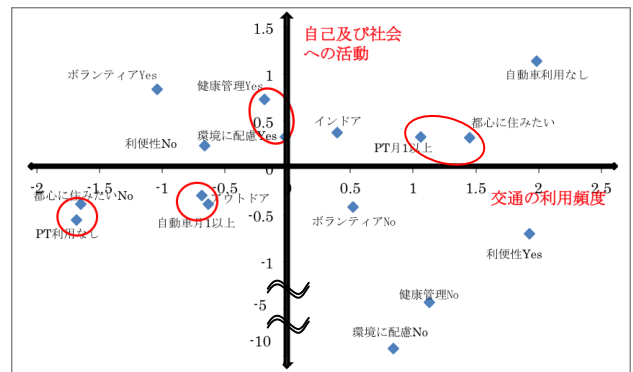 1.5
自己及び社会
への活動
ボランティアYes
1
自動車利用なし
健康管理Yes
0.5
インドア
都心に住みたい
環境に配慮Yes
PT月1以上
利便性No
0
-2
-1.5
-1
-0.5
0
0.5
1
1.5
2
2.5
都心に住みたいNo
アウトドア
交通の利用頻度
自動車月1以上
-0.5
ボランティアNo
PT利用なし
利便性Yes
-1
健康管理No
-5
環境に配慮No
-10